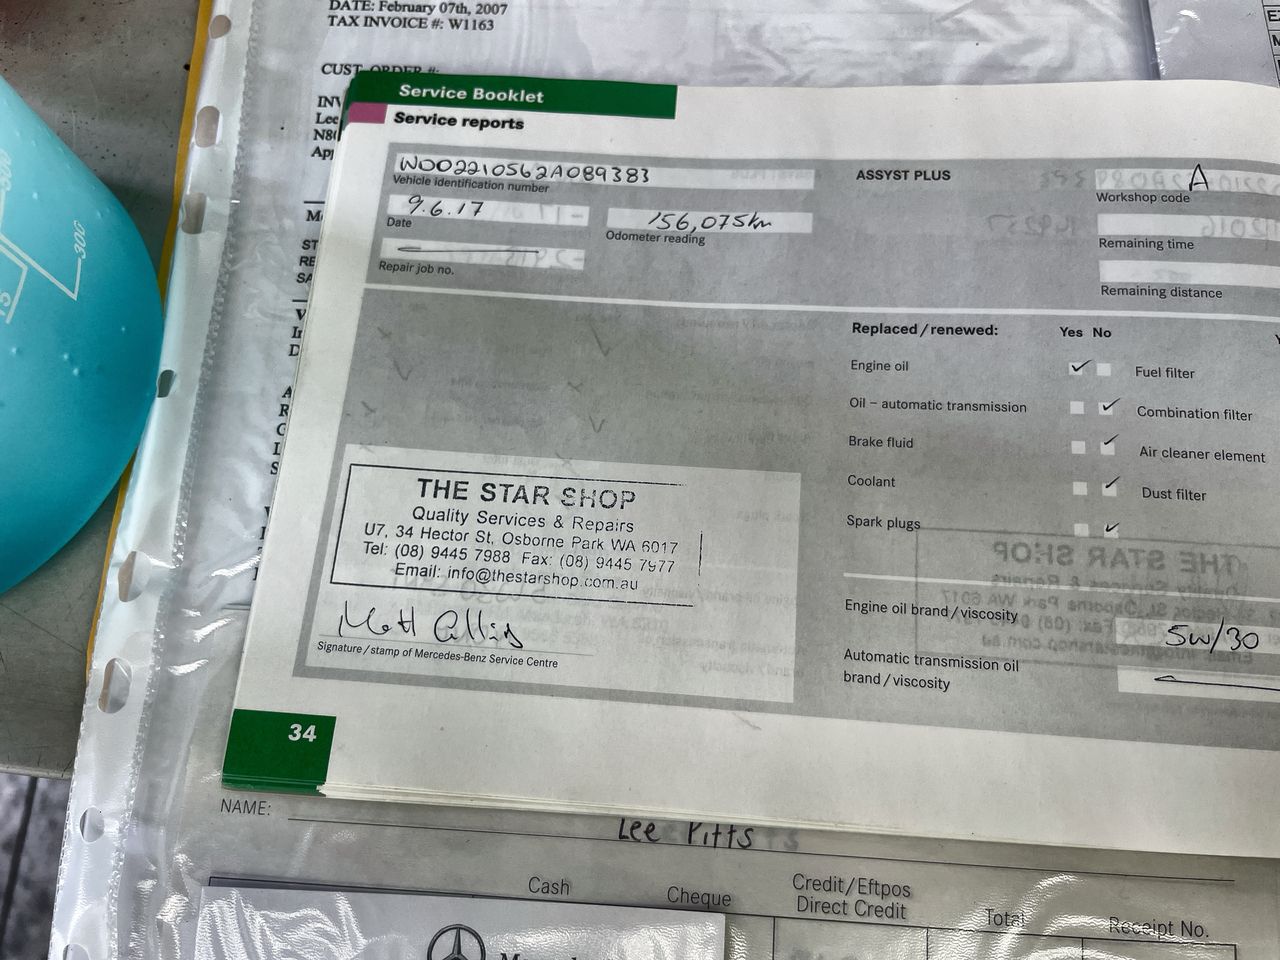 DATE: February 07th, 2007
TAX INVOICE #: W1163
CUST ORDER #:
INV
Lee
N80
App
Service Booklet
Service reports
WDD2210562A089383
Vehicle identification number
ASSYST PLUS
A
Workshop code
9.6.17
Date
156,075km
Odometer reading
Remaining time
Repair job no.
Remaining distance
Replaced / renewed:
Yes No
Engine oil
Fuel filter
Oil – automatic transmission
Combination filter
Brake fluid
Air cleaner element
Coolant
Dust filter
Spark plugs
THE STAR SHOP
Quality Services & Repairs
U7, 34 Hector St, Osborne Park WA 6017
Tel: (08) 9445 7988 Fax: (08) 9445 7977
Email: info@thestarshop.com.au
Signature / stamp of Mercedes-Benz Service Centre
Engine oil brand / viscosity
5W/30
Automatic transmission oil
brand / viscosity
34
NAME:
Lee Pitts
Cash
Cheque
Credit/Eftpos
Direct Credit
Total
Receipt No.
300
15